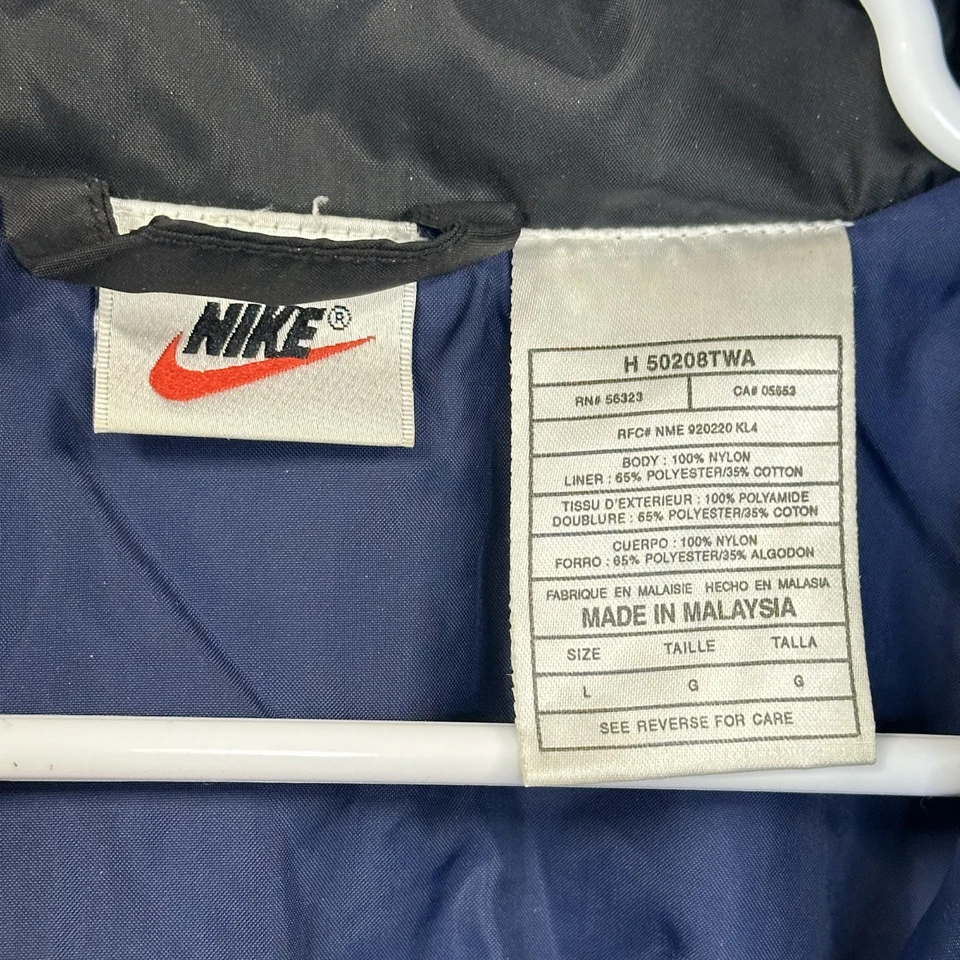 NIKE®
H 50208TWA
RN# 56323 CA# 05553
RFC# NME 920220 KL4
BODY : 100% NYLON
LINER : 65% POLYESTER/35% COTTON
TISSU D'EXTERIEUR : 100% POLYAMIDE
DOUBLURE : 65% POLYESTER/35% COTON
CUERPO : 100% NYLON
FORRO : 65% POLYESTER/35% ALGODON
FABRIQUE EN MALAISIE HECHO EN MALASIA
MADE IN MALAYSIA
SIZE TAILLE TALLA
L G G
SEE REVERSE FOR CARE